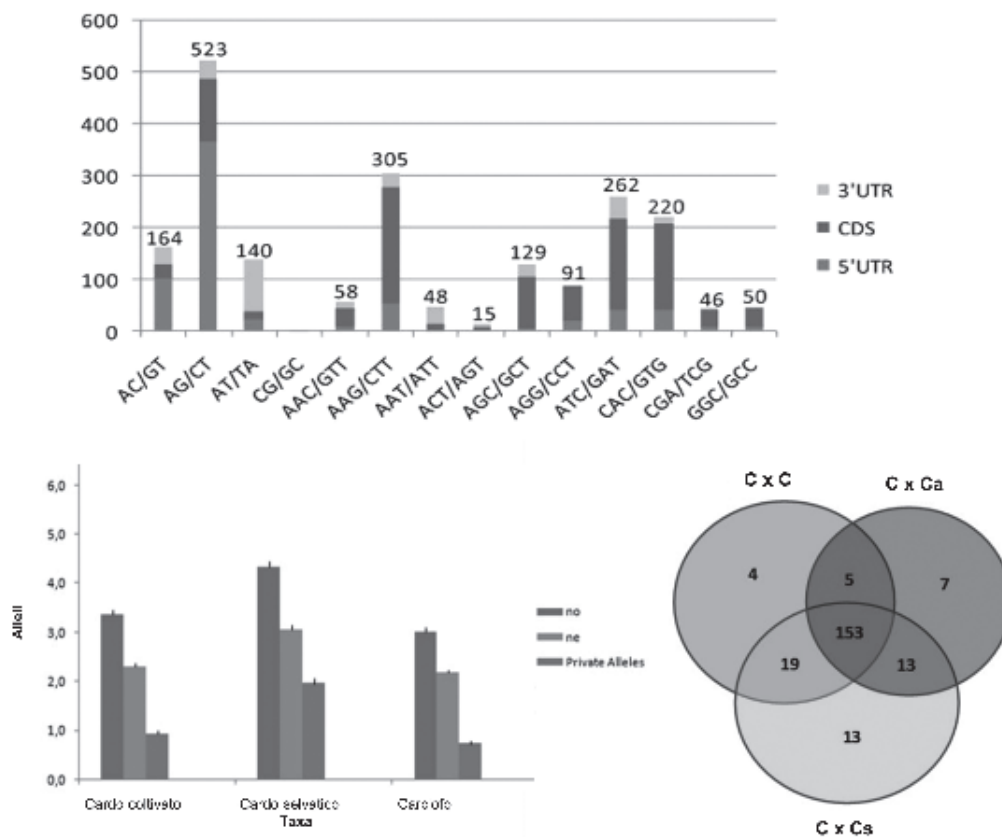 600
500
400
300
200
100
0
164
523
140
58
305
48
15
129
91
262
220
46
50
AC/GT
AG/CT
AT/TA
CG/GC
AAC/GTT
AAG/CTT
AAT/ATT
ACT/AGT
AGC/GCT
AGG/CCT
ATC/GAT
CAC/GTG
CGA/TCG
GGC/GCC
3'UTR
CDS
5'UTR
6,0
5,0
4,0
3,0
2,0
1,0
0,0
Alleli
Cardo coltivato
Cardo selvatico
Carciofo
Taxa
no
ne
Private Alleles
C x C
C x Ca
4
5
7
153
19
13
13
C x Cs